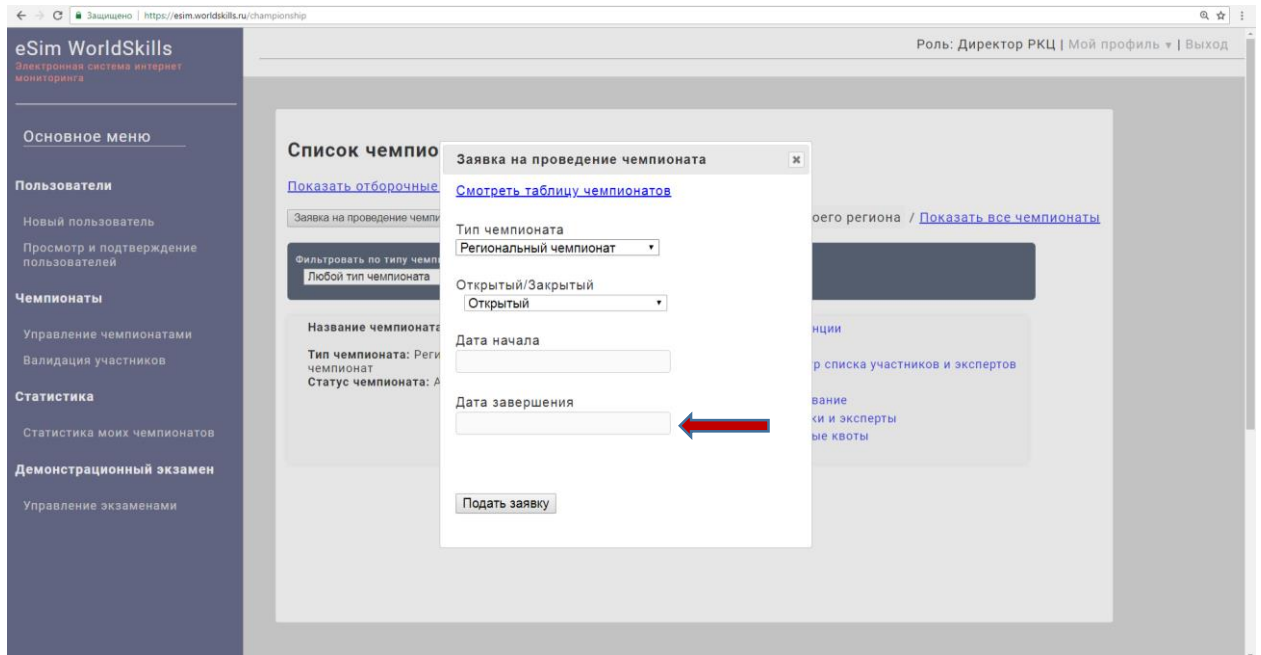 Защищено | https://esim.worldskills.ru/championship
eSim WorldSkills
Электронная система интернет
мониторинга
Роль: Директор РКЦ | Мой профиль ▾ | Выход
Основное меню
Пользователи
Новый пользователь
Просмотр и подтверждение
пользователей
Чемпионаты
Управление чемпионатами
Валидация участников
Статистика
Статистика моих чемпионатов
Демонстрационный экзамен
Управление экзаменами
Список чемпио
Показать отборочные
Заявка на проведение чемпи
оего региона / Показать все чемпионаты
Фильтровать по типу чемп
Любой тип чемпионата
Название чемпионата
Тип чемпионата: Реги
чемпионат
Статус чемпионата: А
нции
р списка участников и экспертов
вание
ки и эксперты
ые квоты
Заявка на проведение чемпионата
Смотреть таблицу чемпионатов
Тип чемпионата
Региональный чемпионат
Открытый/Закрытый
Открытый
Дата начала
Дата завершения
Подать заявку